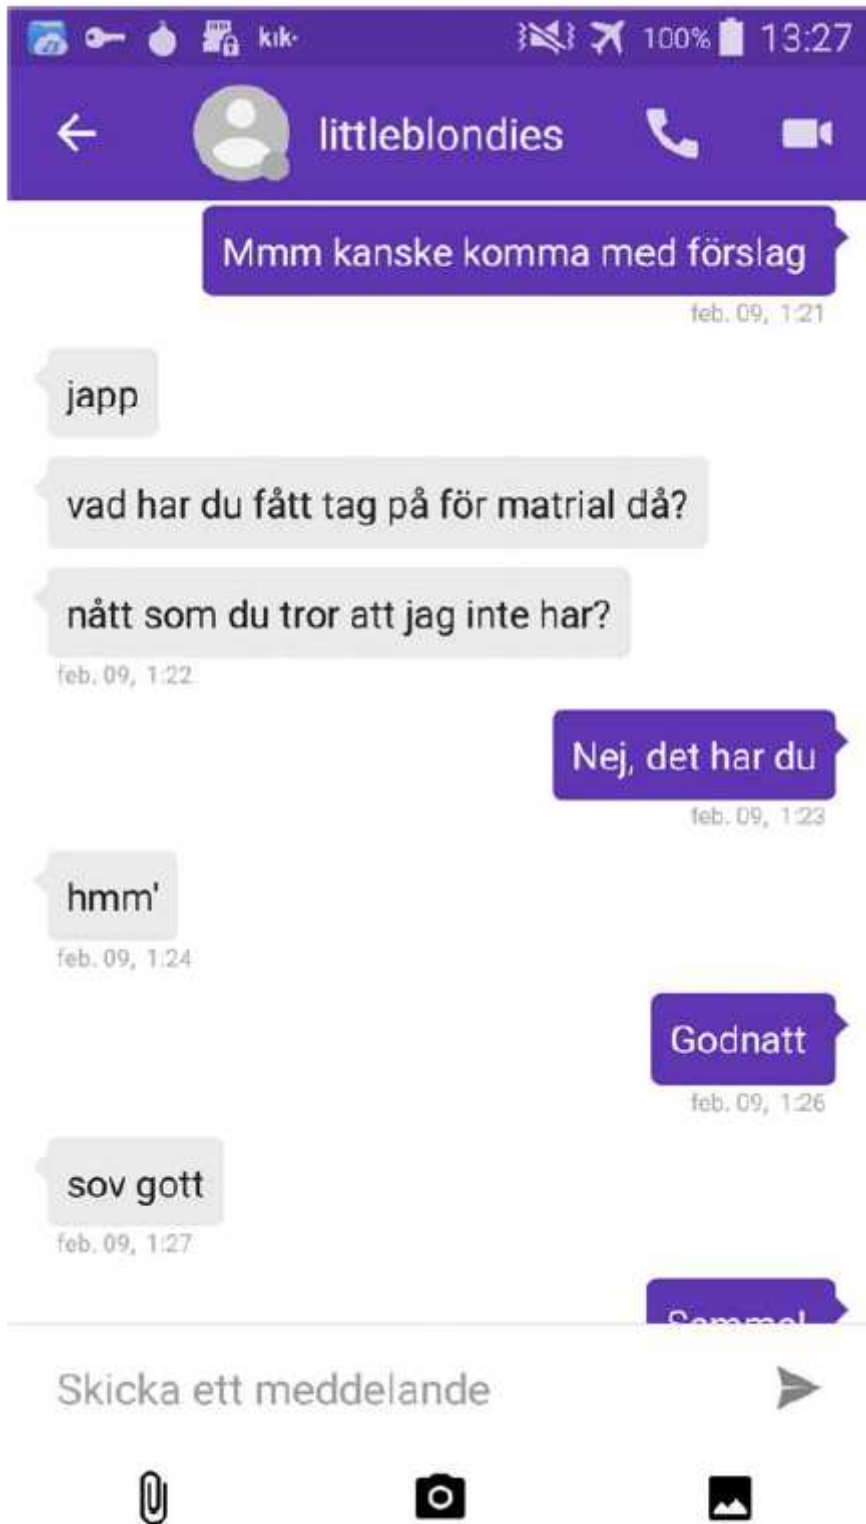 kik
100% 13:27
littleblondies
Mmm kanske komma med förslag
feb. 09, 1:21
japp
vad har du fått tag på för matrial då?
nått som du tror att jag inte har?
feb. 09, 1:22
Nej, det har du
feb. 09, 1:23
hmm'
feb. 09, 1:24
Godnatt
feb. 09, 1:26
sov gott
feb. 09, 1:27
Skicka ett meddelande